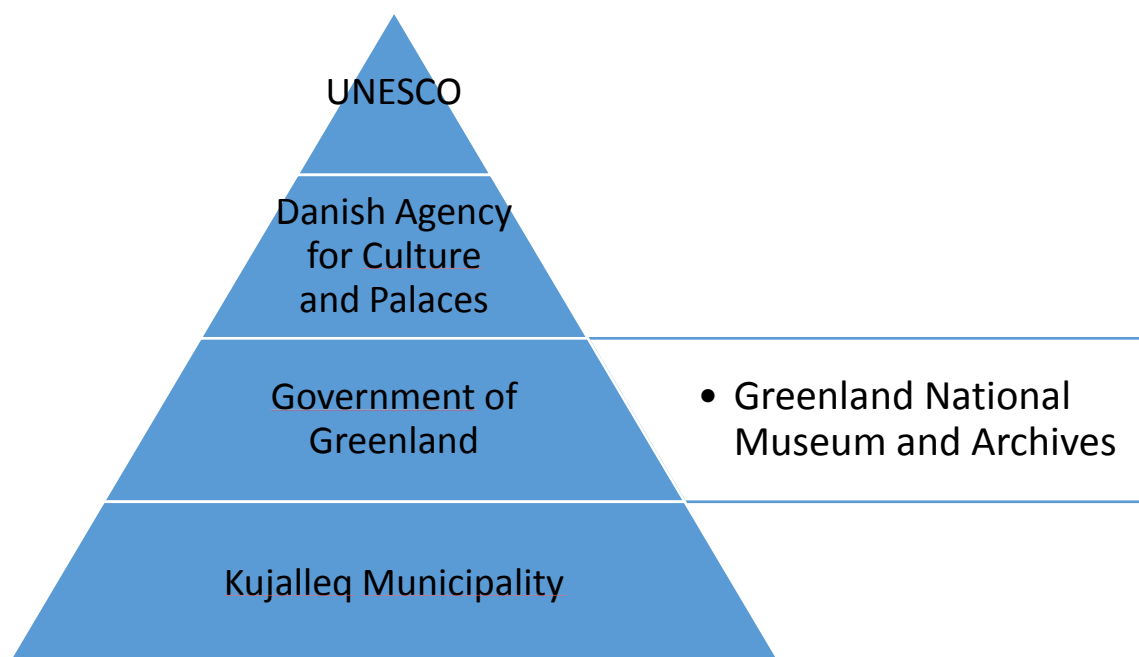 UNESCO
Danish Agency
for Culture
and Palaces
Government of
Greenland
• Greenland National
Museum and Archives
Kujalleq Municipality